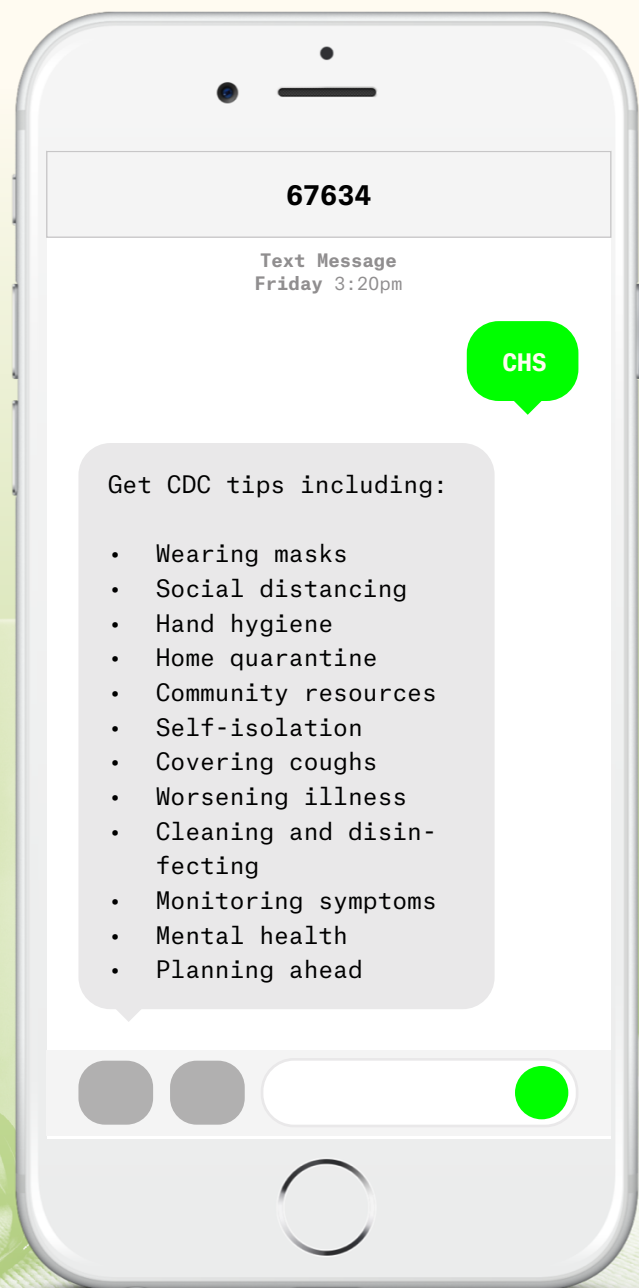 67634
Text Message
Friday 3:20pm
CHS
Get CDC tips including:
• Wearing masks
• Social distancing
• Hand hygiene
• Home quarantine
• Community resources
• Self-isolation
• Covering coughs
• Worsening illness
• Cleaning and disin-
fecting
• Monitoring symptoms
• Mental health
• Planning ahead